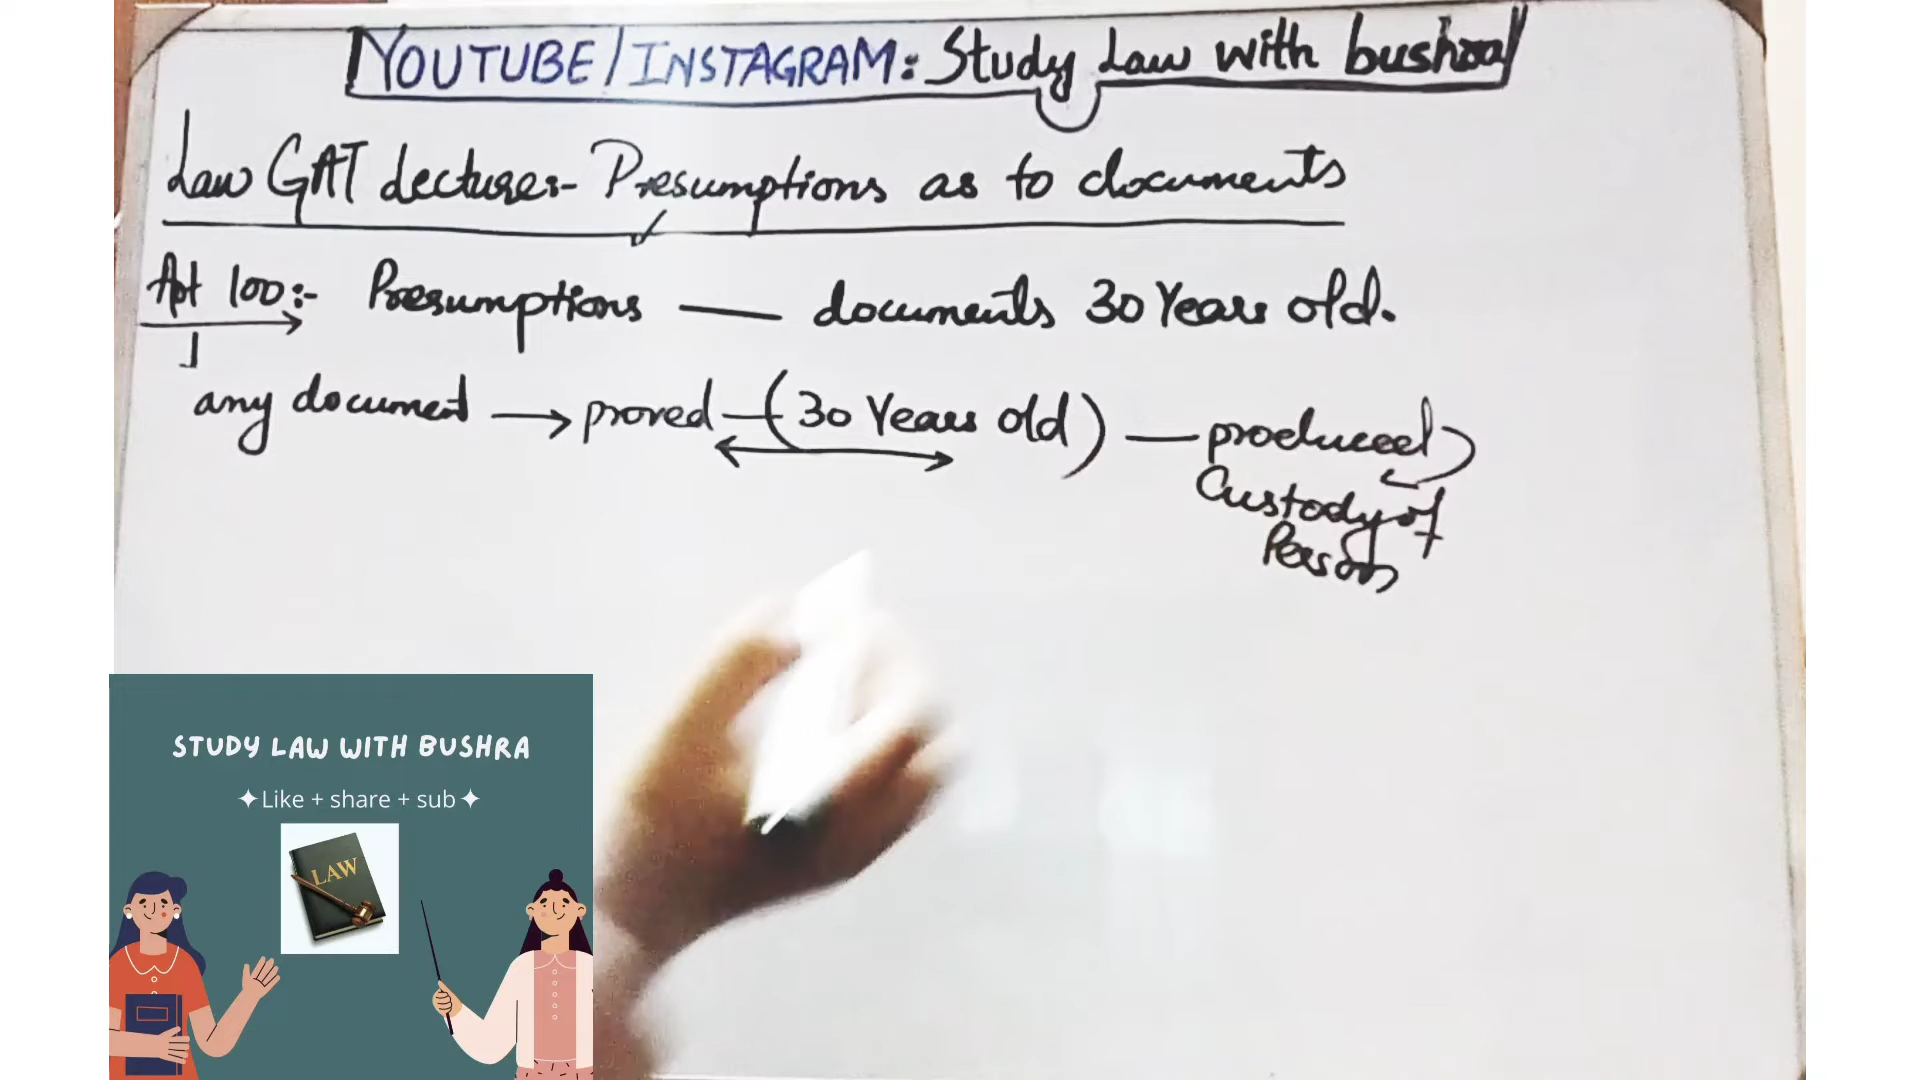 YOUTUBE/INSTAGRAM: Study Law with bushra
Law GAT Lectures:- Presumptions as to documents
Art 100:- Presumptions — documents 30 Years old.
any document → proved — (30 Years old) — produced
Custody of
Person
STUDY LAW WITH BUSHRA
✦Like + share + sub✦
LAW